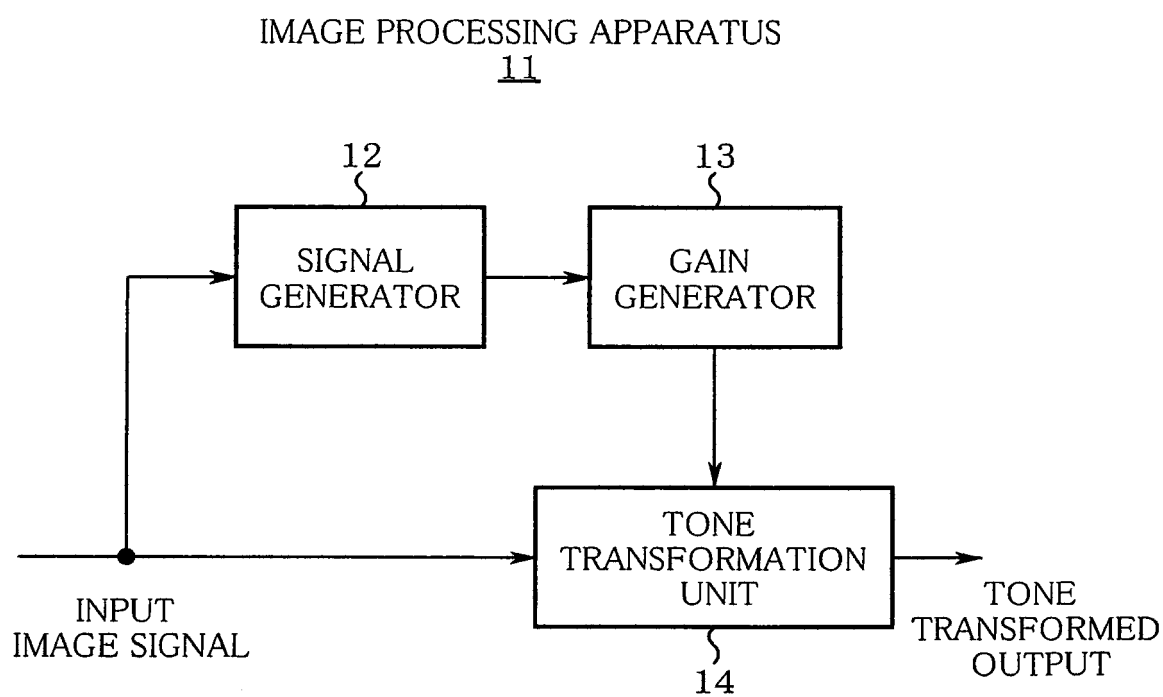 IMAGE PROCESSING APPARATUS
11
12
13
SIGNAL
GENERATOR
GAIN
GENERATOR
TONE
TRANSFORMATION
UNIT
INPUT
IMAGE SIGNAL
TONE
TRANSFORMED
OUTPUT
14